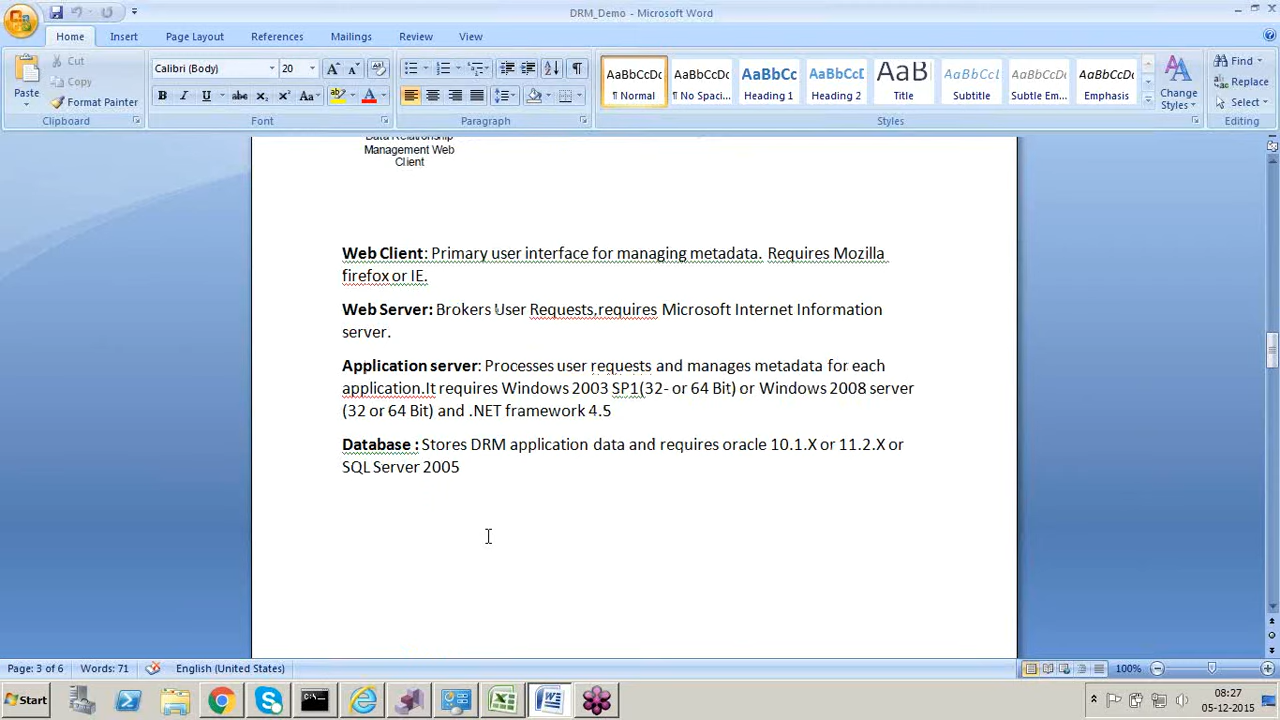 DRM_Demo - Microsoft Word
Home Insert Page Layout References Mailings Review View
Paste
Cut
Copy
Format Painter
Clipboard
Calibri (Body) 20
B I U abc X₂ X² Aa
Font
Paragraph
AaBbCcDc AaBbCcDc AaBbCc AaBbCcD AaB AaBbCcL AaBbCcDc AaBbCcDc
¶ Normal ¶ No Spaci... Heading 1 Heading 2 Title Subtitle Subtle Em... Emphasis
Change Styles
Styles
Find
Replace
Select
Editing
Data Relationship
Management Web
Client
Web Client: Primary user interface for managing metadata. Requires Mozilla
firefox or IE.
Web Server: Brokers User Requests,requires Microsoft Internet Information
server.
Application server: Processes user requests and manages metadata for each
application.It requires Windows 2003 SP1(32- or 64 Bit) or Windows 2008 server
(32 or 64 Bit) and .NET framework 4.5
Database : Stores DRM application data and requires oracle 10.1.X or 11.2.X or
SQL Server 2005
Page: 3 of 6 Words: 71 English (United States) 100%
Start
08:27
05-12-2015